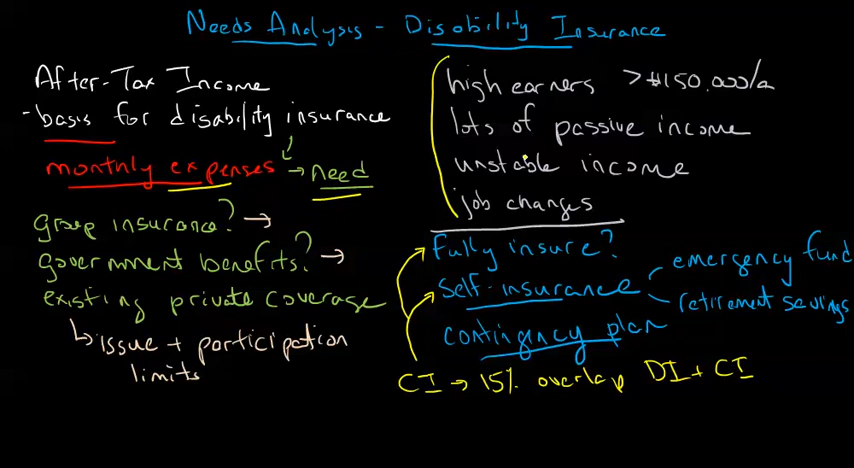 Needs Analysis - Disability Insurance
After-Tax Income
- basis for disability insurance
monthly expenses → need
group insurance? →
government benefits? →
existing private coverage
↳ issue + participation
limits
high earners >$150,000/a
lots of passive income
unstable income
job changes
Fully insure?
Self-insurance
emergency fund
retirement savings
contingency plan
CI → 15% overlap DI + CI